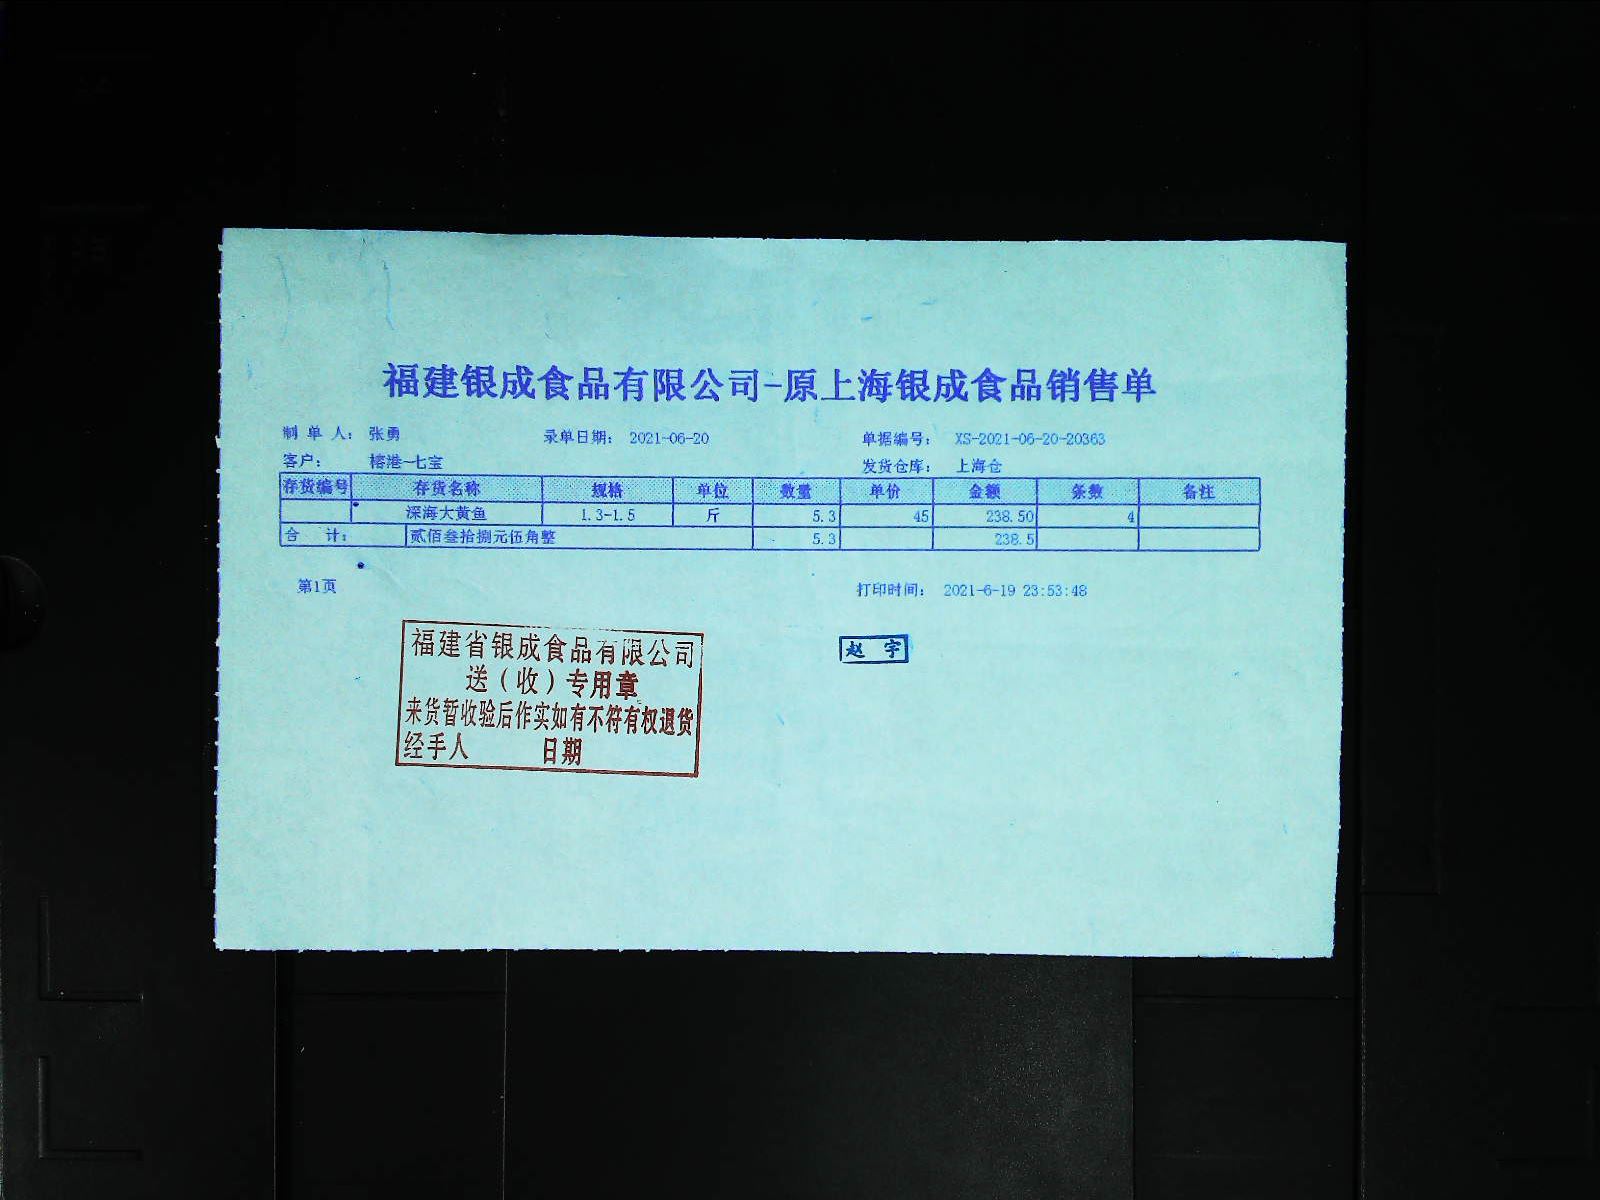 福建银成食品有限公司-原上海银成食品销售单
制 单 人： 张勇 录单日期： 2021-06-20 单据编号： XS-2021-06-20-20363
客户： 榕港-七宝 发货仓库： 上海仓
存货编号 存货名称 规格 单位 数量 单价 金额 条数 备注
深海大黄鱼 1.3-1.5 斤 5.3 45 238.50 4
合 计： 贰佰叁拾捌元伍角整 5.3 238.5
第1页 打印时间： 2021-6-19 23:53:48
福建省银成食品有限公司
送（收）专用章
来货暂收验后作实如有不符有权退货
经手人 日期
赵 宇